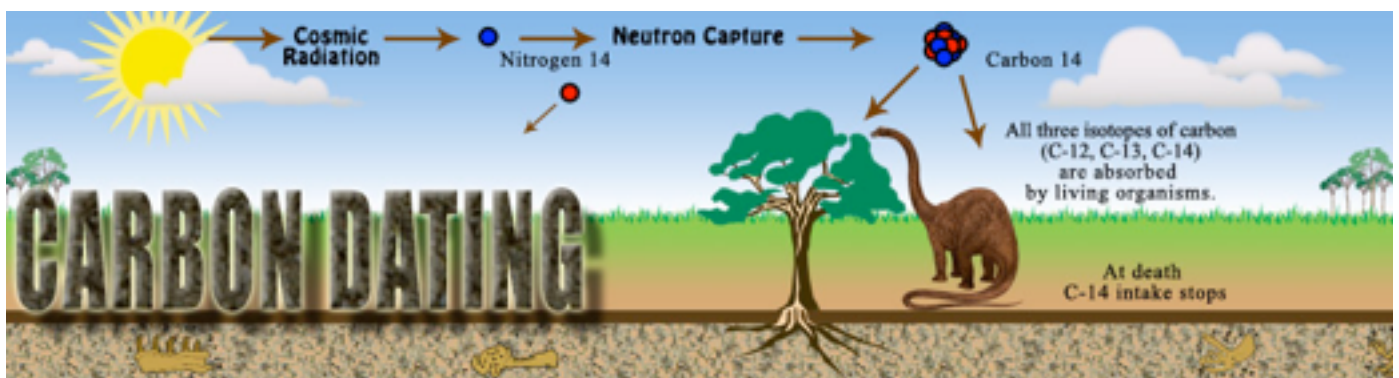 Cosmic
Radiation
Nitrogen 14
Neutron Capture
Carbon 14
All three isotopes of carbon
(C-12, C-13, C-14)
are absorbed
by living organisms.
CARBON DATING
At death
C-14 intake stops